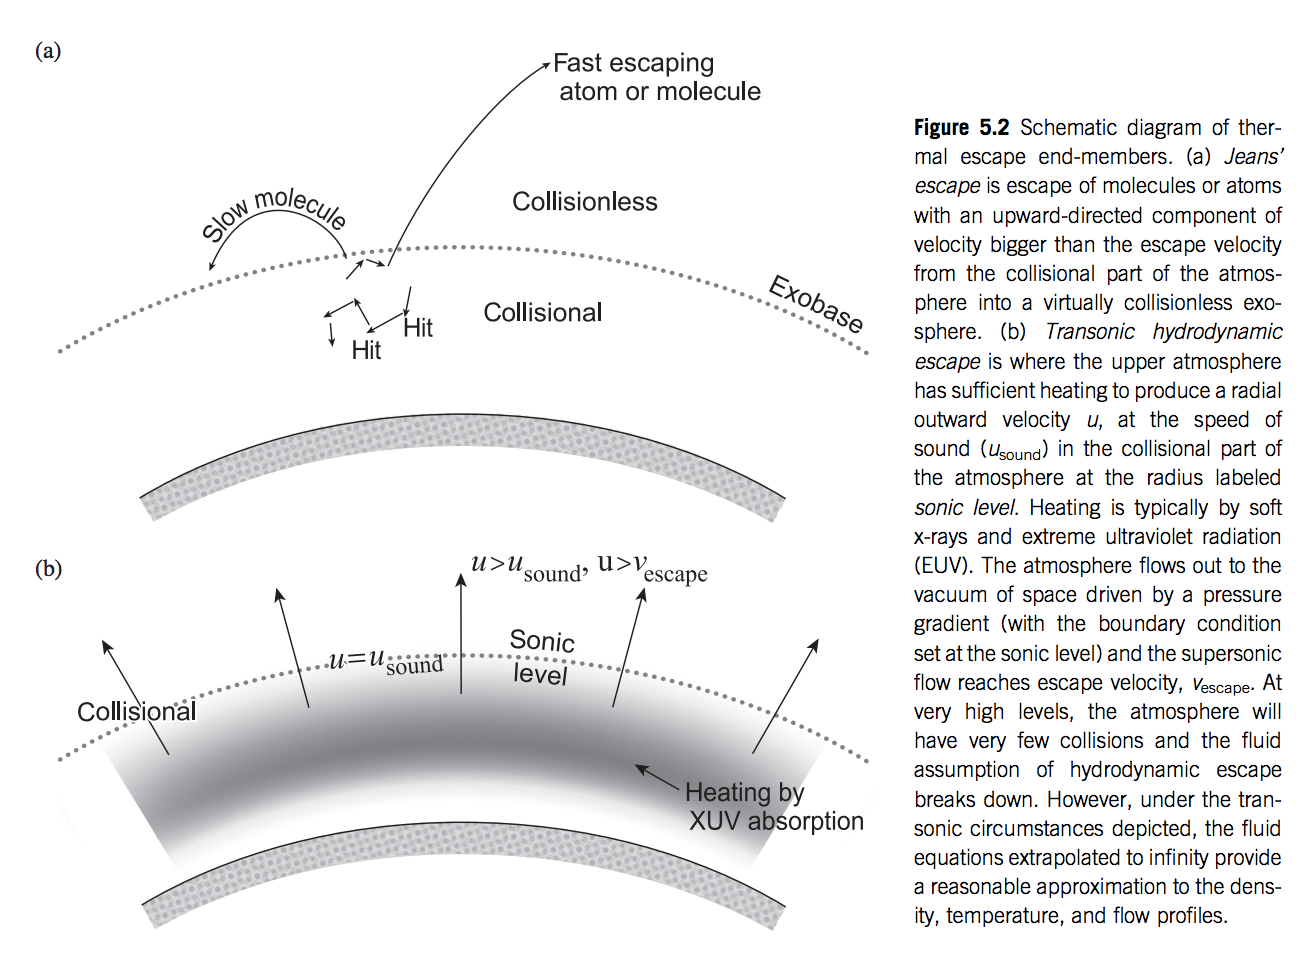 (a)
Fast escaping
atom or molecule
Slow molecule
Collisionless
Exobase
Collisional
Hit
Hit
(b)
u>u_sound, u>v_escape
u=u_sound
Sonic
level
Collisional
Heating by
XUV absorption
Figure 5.2 Schematic diagram of ther-
mal escape end-members. (a) Jeans’
escape is escape of molecules or atoms
with an upward-directed component of
velocity bigger than the escape velocity
from the collisional part of the atmos-
phere into a virtually collisionless exo-
sphere. (b) Transonic hydrodynamic
escape is where the upper atmosphere
has sufficient heating to produce a radial
outward velocity u, at the speed of
sound (u_sound) in the collisional part of
the atmosphere at the radius labeled
sonic level. Heating is typically by soft
x-rays and extreme ultraviolet radiation
(EUV). The atmosphere flows out to the
vacuum of space driven by a pressure
gradient (with the boundary condition
set at the sonic level) and the supersonic
flow reaches escape velocity, v_escape. At
very high levels, the atmosphere will
have very few collisions and the fluid
assumption of hydrodynamic escape
breaks down. However, under the tran-
sonic circumstances depicted, the fluid
equations extrapolated to infinity provide
a reasonable approximation to the dens-
ity, temperature, and flow profiles.